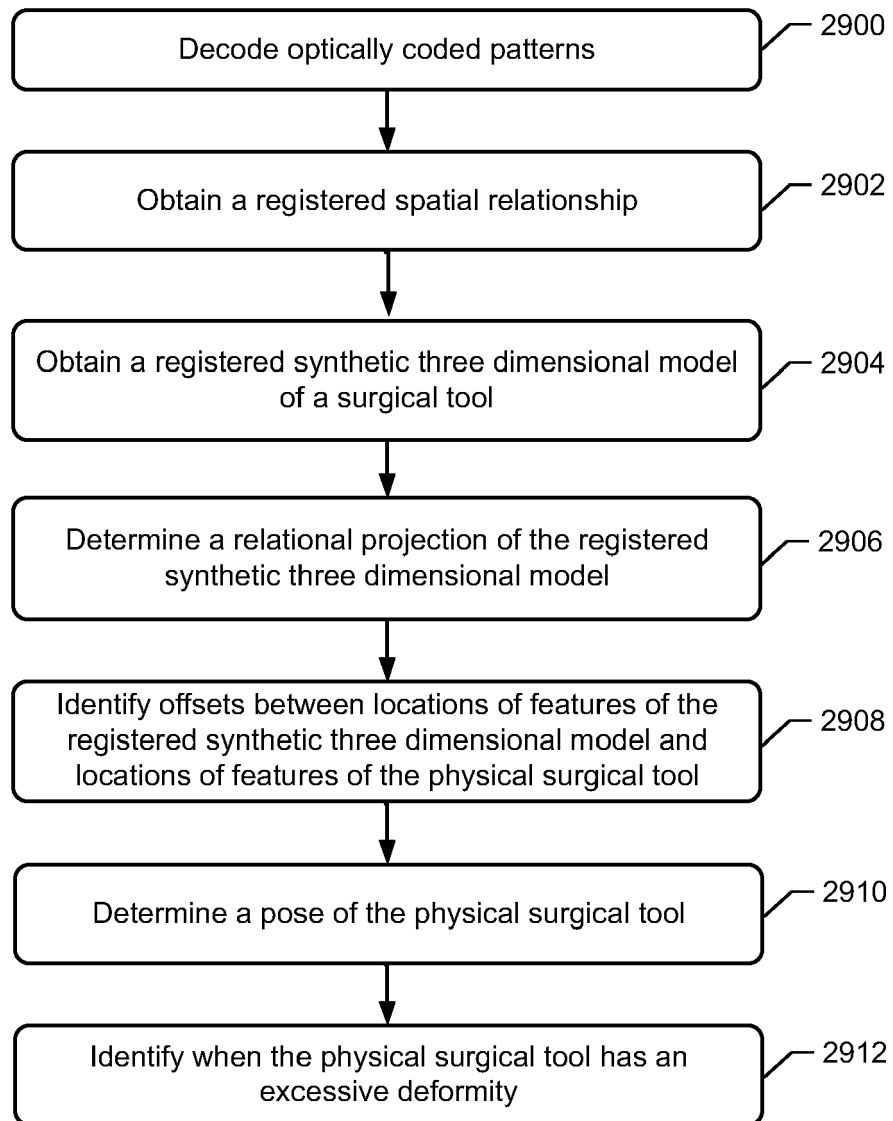 Decode optically coded patterns
2900
Obtain a registered spatial relationship
2902
Obtain a registered synthetic three dimensional model
of a surgical tool
2904
Determine a relational projection of the registered
synthetic three dimensional model
2906
Identify offsets between locations of features of the
registered synthetic three dimensional model and
locations of features of the physical surgical tool
2908
Determine a pose of the physical surgical tool
2910
Identify when the physical surgical tool has an
excessive deformity
2912